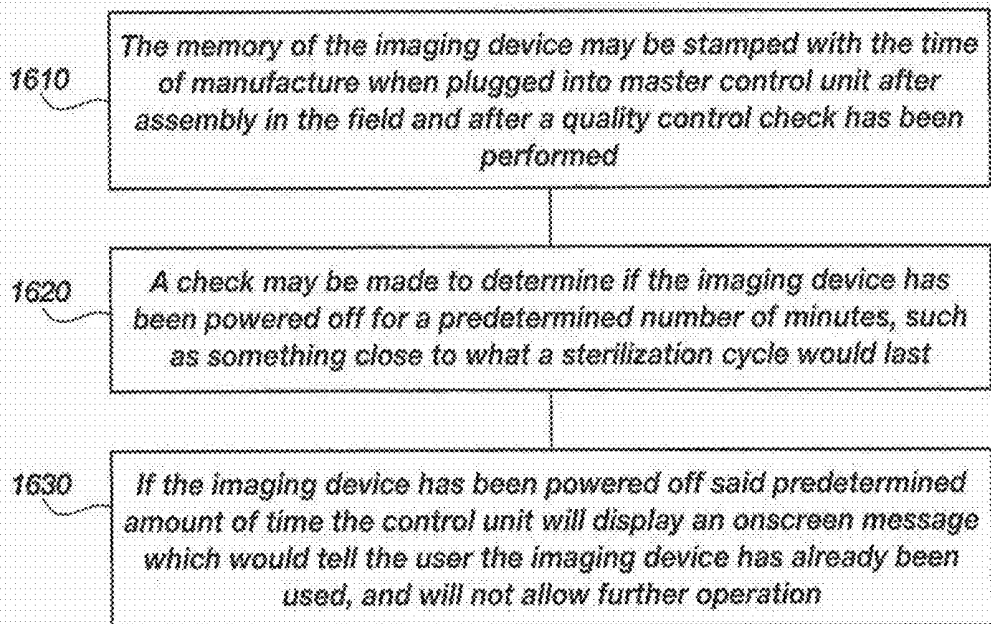 1610
The memory of the imaging device may be stamped with the time
of manufacture when plugged into master control unit after
assembly in the field and after a quality control check has been
performed
1620
A check may be made to determine if the imaging device has
been powered off for a predetermined number of minutes, such
as something close to what a sterilization cycle would last
1630
If the imaging device has been powered off said predetermined
amount of time the control unit will display an onscreen message
which would tell the user the imaging device has already been
used, and will not allow further operation